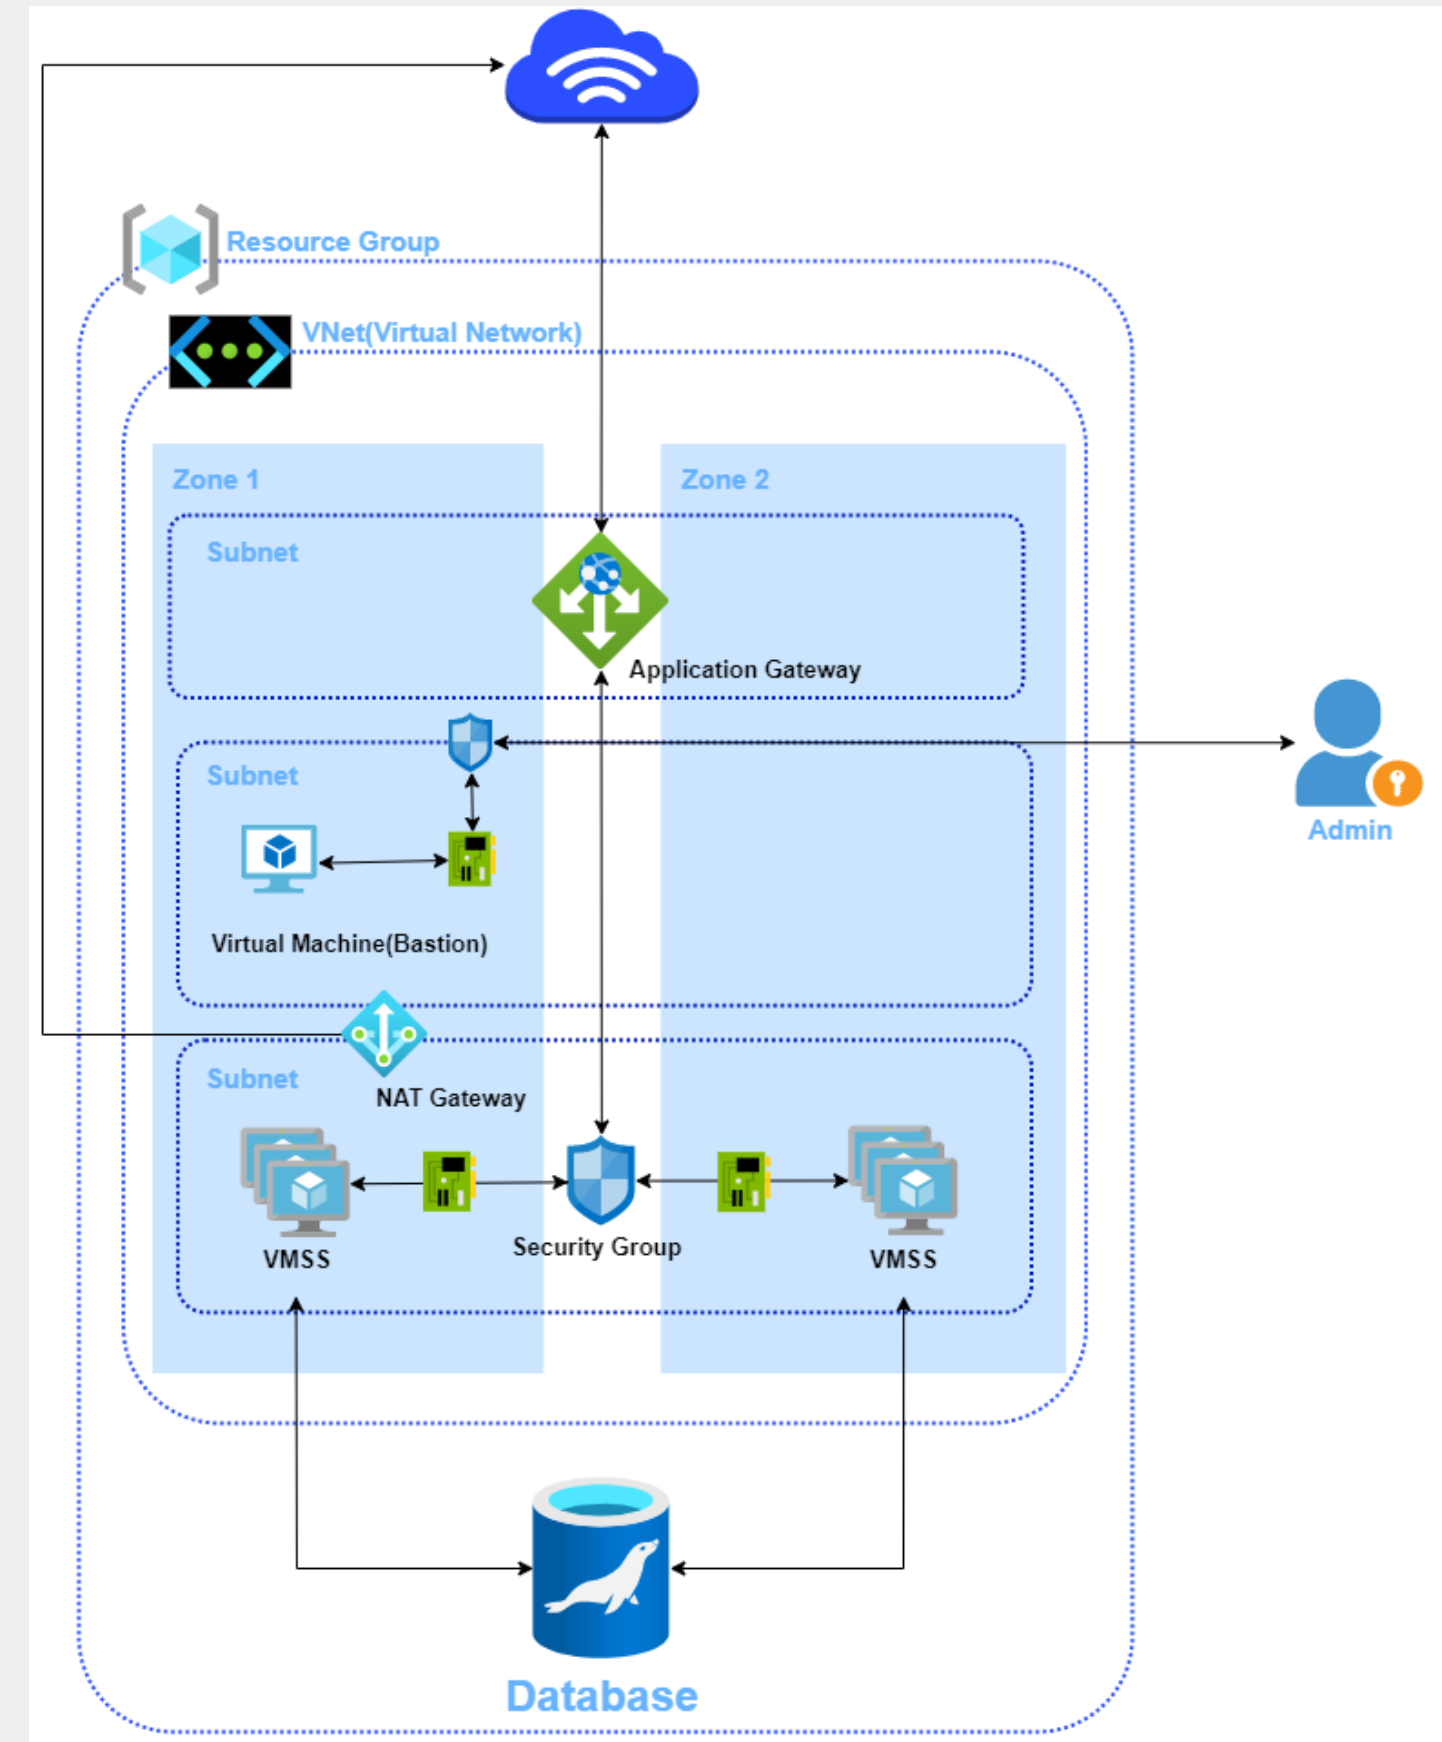 Resource Group
VNet(Virtual Network)
Zone 1
Zone 2
Subnet
Application Gateway
Subnet
Admin
Virtual Machine(Bastion)
Subnet
NAT Gateway
Security Group
VMSS
VMSS
Database